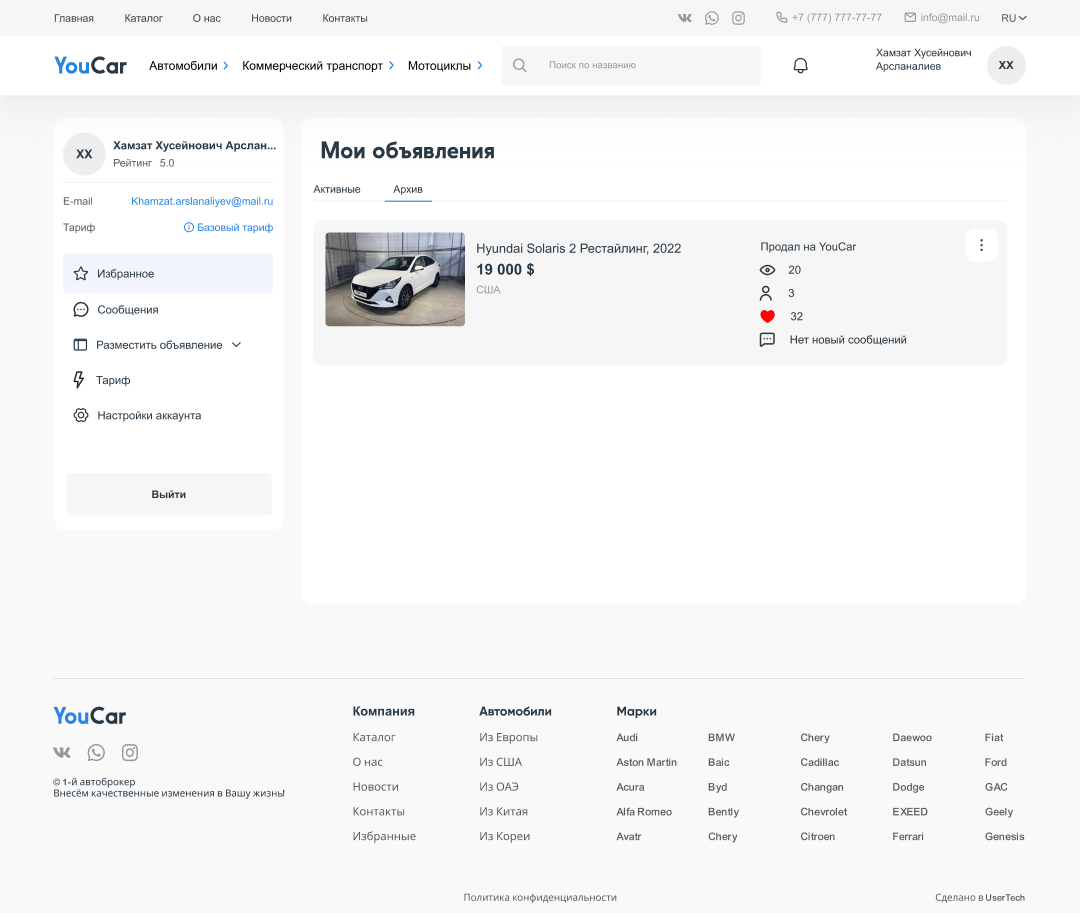 Главная Каталог О нас Новости Контакты +7 (777) 777-77-77 info@mail.ru RU
YouCar Автомобили Коммерческий транспорт Мотоциклы Поиск по названию Хамзат Хусейнович
Арсланалиев
ХХ
ХХ
Хамзат Хусейнович Арслан...
Рейтинг 5.0
E-mail Khamzat.arslanaliyev@mail.ru
Тариф Базовый тариф
Избранное
Сообщения
Разместить объявление
Тариф
Настройки аккаунта
Выйти
Мои объявления
Активные Архив
Hyundai Solaris 2 Рестайлинг, 2022
19 000 $
США
Продал на YouCar
20
3
32
Нет новый сообщений
YouCar
© 1-й автоброкер
Внесём качественные изменения в Вашу жизнь!
Компания
Каталог
О нас
Новости
Контакты
Избранные
Автомобили
Из Европы
Из США
Из ОАЭ
Из Китая
Из Кореи
Марки
Audi BMW Chery Daewoo Fiat
Aston Martin Baic Cadillac Datsun Ford
Acura Byd Changan Dodge GAC
Alfa Romeo Bently Chevrolet EXEED Geely
Avatr Chery Citroen Ferrari Genesis
Политика конфиденциальности Сделано в UserTech